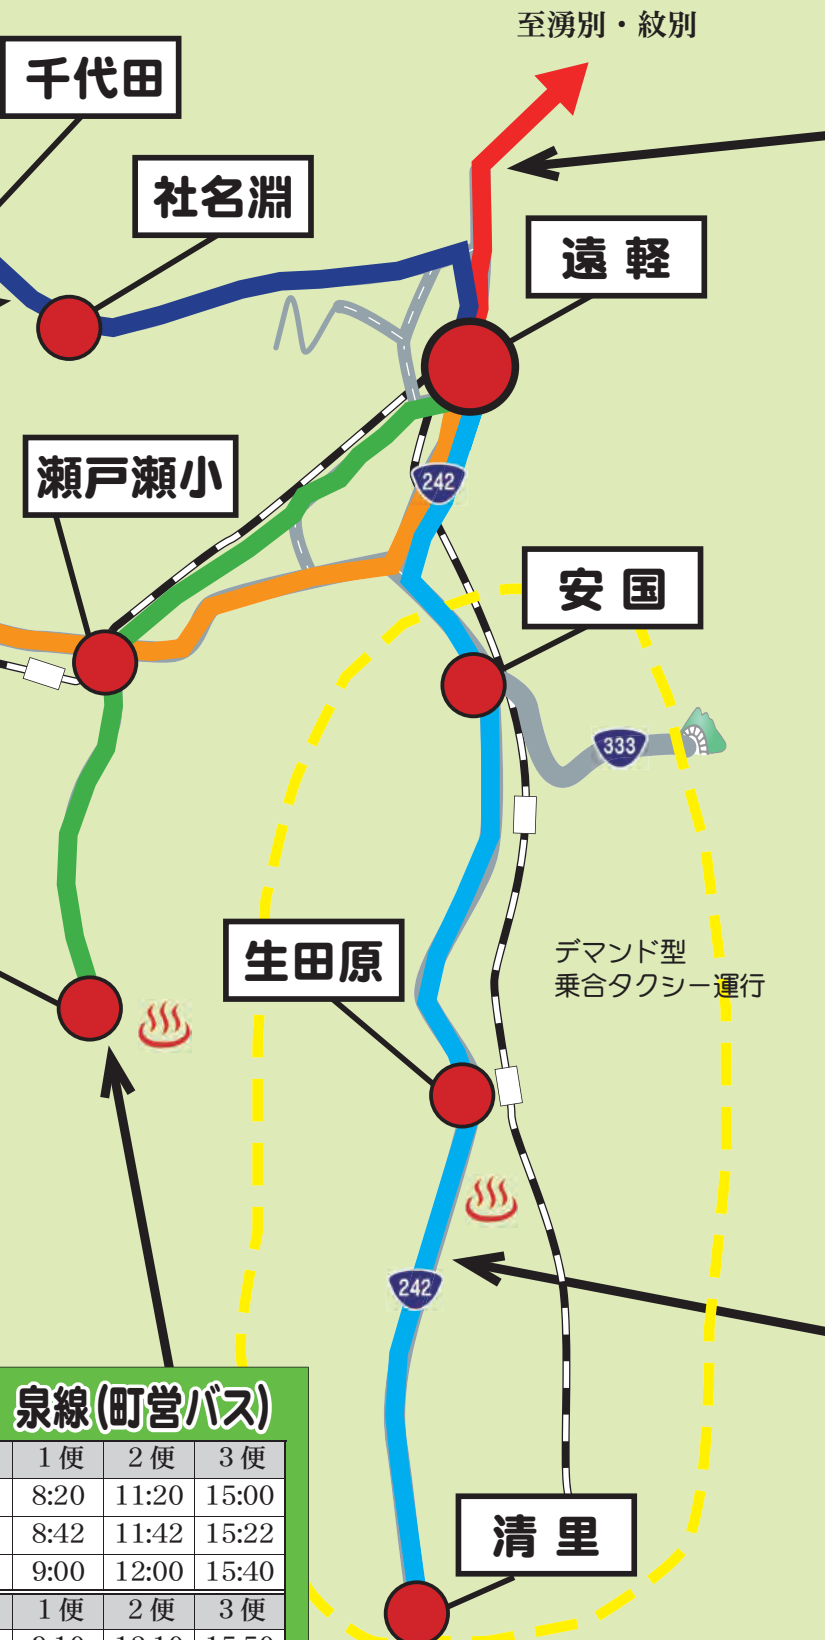 至湧別・紋別
千代田
社名淵
遠軽
瀬戸瀬小
242
安国
333
生田原
デマンド型
乗合タクシー運行
242
泉線(町営バス)
1便 2便 3便
8:20 11:20 15:00
8:42 11:42 15:22
9:00 12:00 15:40
清里
1便 2便 3便